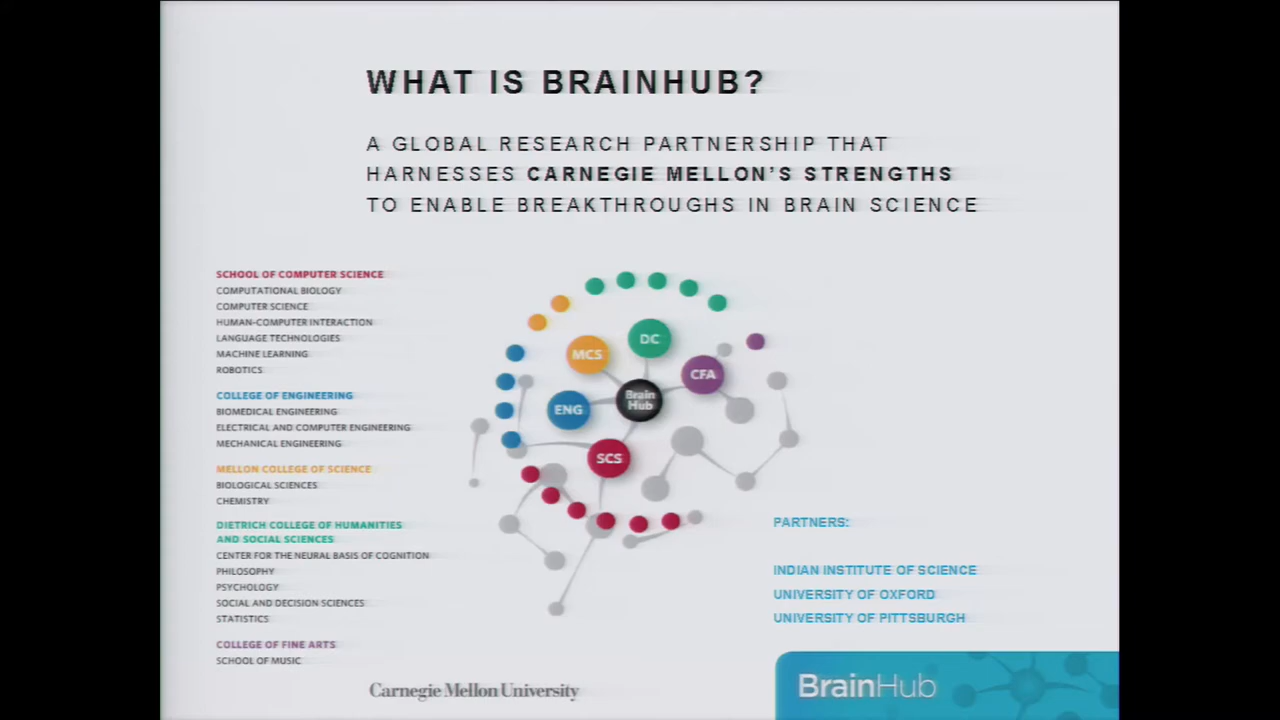 WHAT IS BRAINHUB?
A GLOBAL RESEARCH PARTNERSHIP THAT
HARNESSES CARNEGIE MELLON'S STRENGTHS
TO ENABLE BREAKTHROUGHS IN BRAIN SCIENCE
SCHOOL OF COMPUTER SCIENCE
COMPUTATIONAL BIOLOGY
COMPUTER SCIENCE
HUMAN-COMPUTER INTERACTION
LANGUAGE TECHNOLOGIES
MACHINE LEARNING
ROBOTICS
COLLEGE OF ENGINEERING
BIOMEDICAL ENGINEERING
ELECTRICAL AND COMPUTER ENGINEERING
MECHANICAL ENGINEERING
MELLON COLLEGE OF SCIENCE
BIOLOGICAL SCIENCES
CHEMISTRY
DIETRICH COLLEGE OF HUMANITIES
AND SOCIAL SCIENCES
CENTER FOR THE NEURAL BASIS OF COGNITION
PHILOSOPHY
PSYCHOLOGY
SOCIAL AND DECISION SCIENCES
STATISTICS
COLLEGE OF FINE ARTS
SCHOOL OF MUSIC
DC
MCS
CFA
Brain
Hub
ENG
SCS
PARTNERS:
INDIAN INSTITUTE OF SCIENCE
UNIVERSITY OF OXFORD
UNIVERSITY OF PITTSBURGH
Carnegie Mellon University
BrainHub